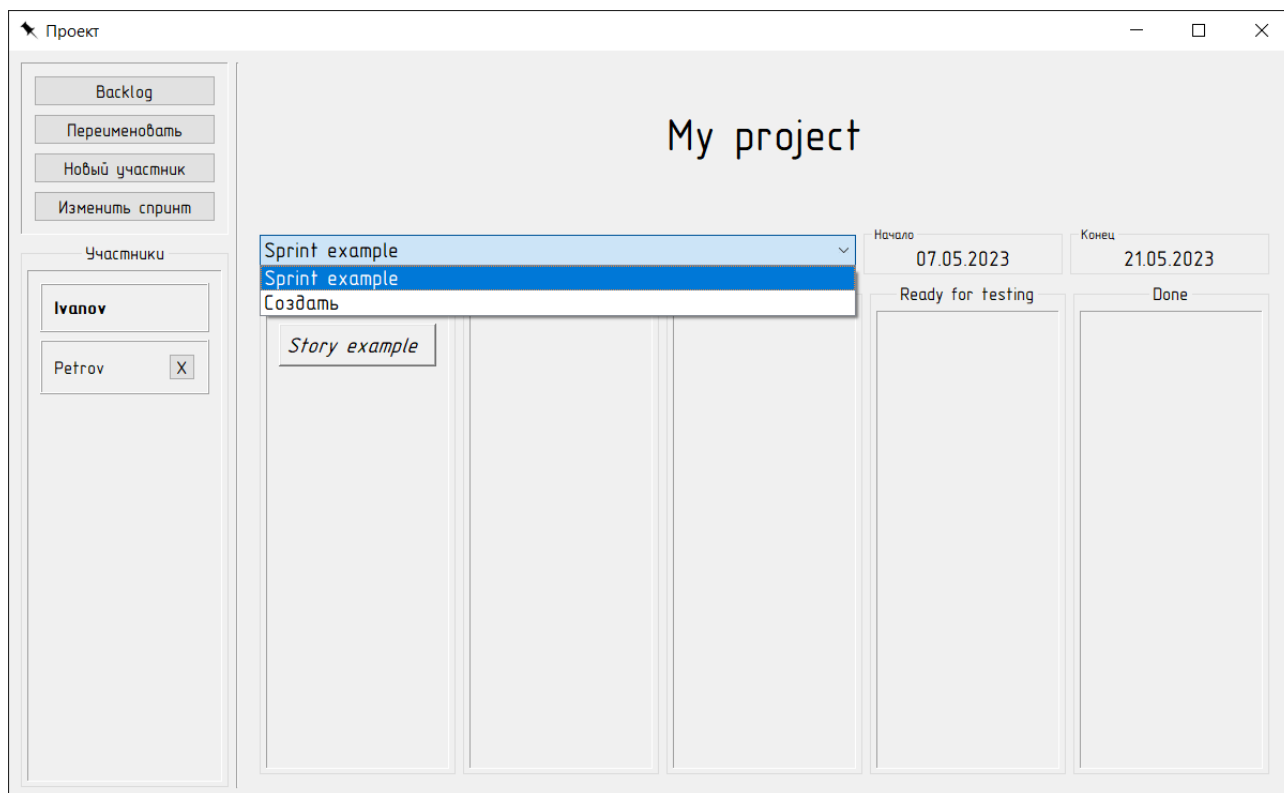 Проект
Backlog
Переименовать
Новый участник
Изменить спринт
Участники
Ivanov
Petrov X
My project
Sprint example
Sprint example
Создать
Начало
07.05.2023
Конец
21.05.2023
Ready for testing
Done
Story example